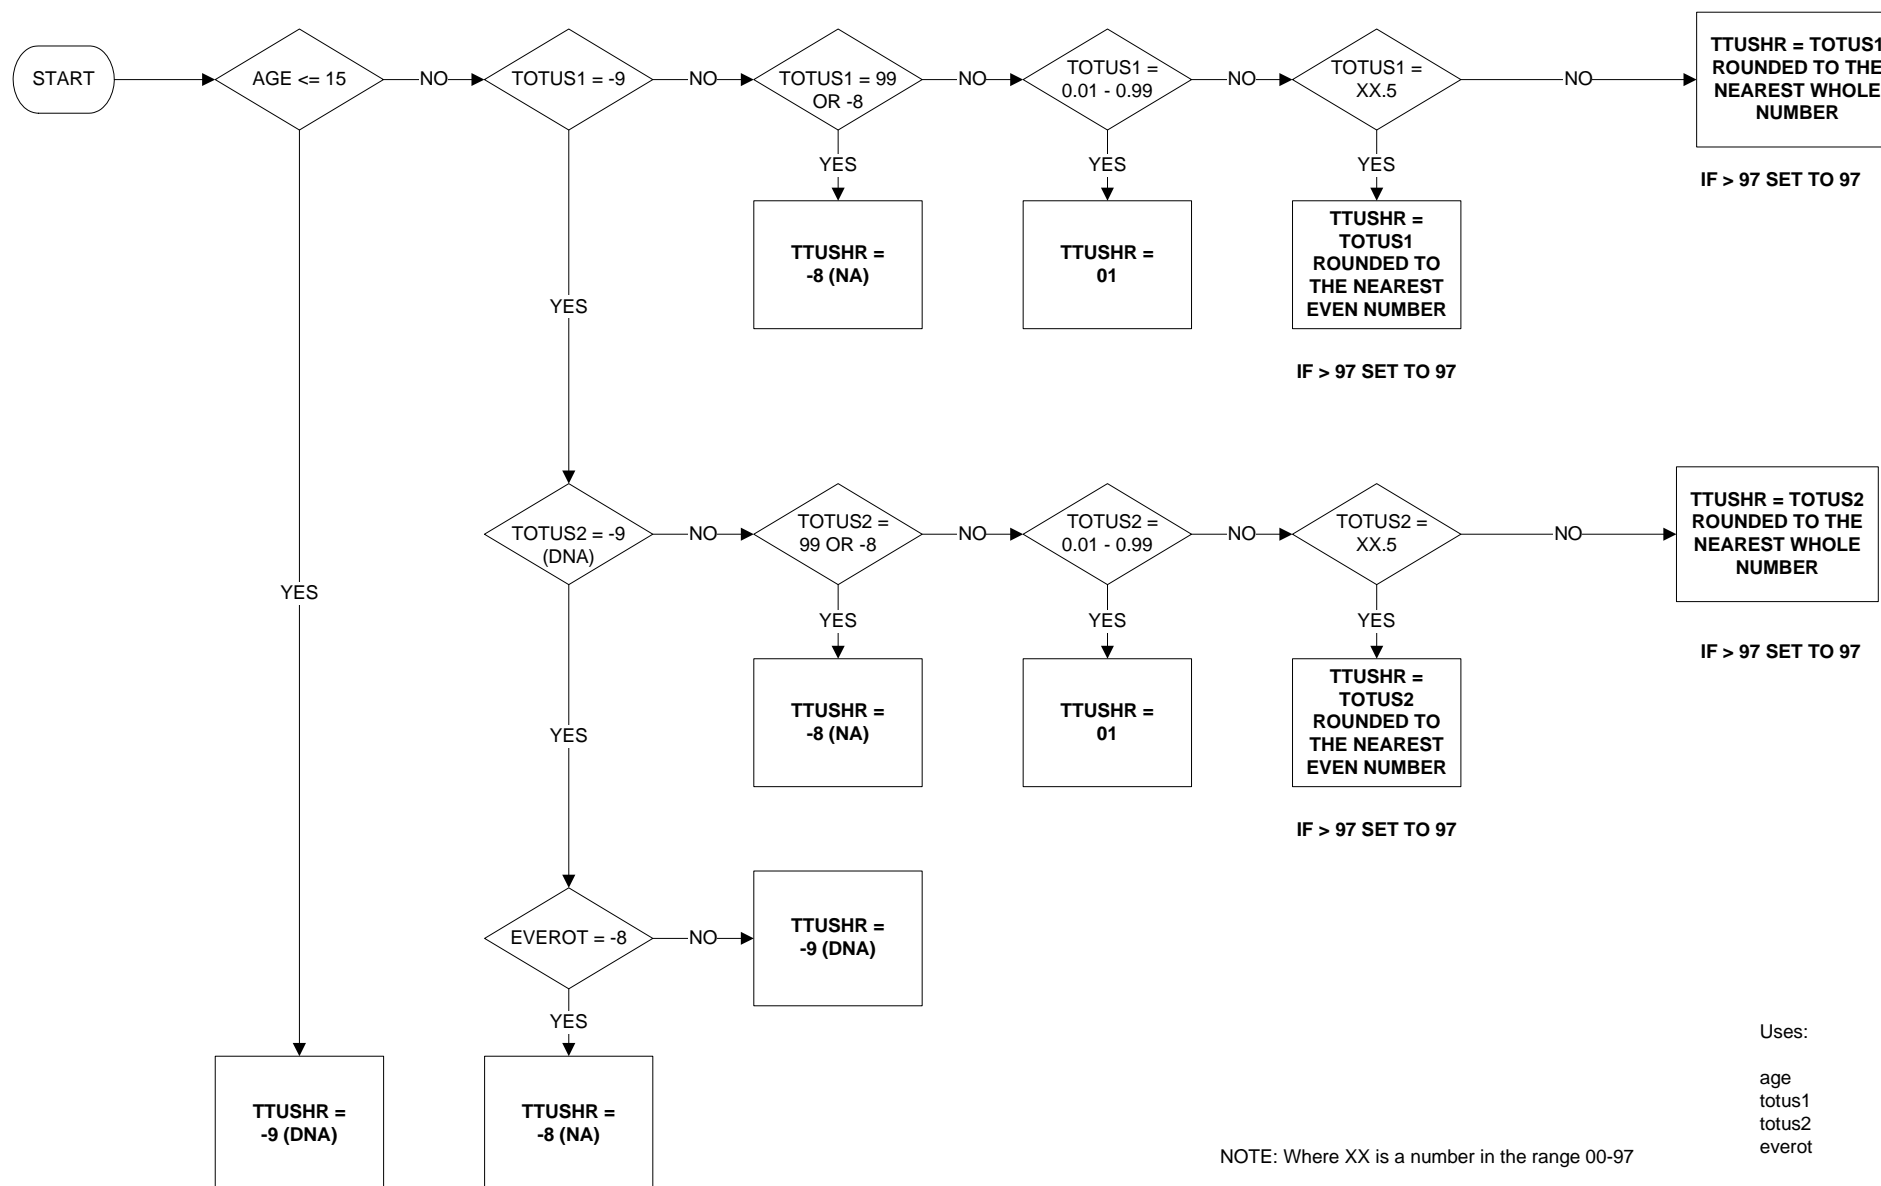 START
AGE <= 15
NO
TOTUS1 = -9
NO
TOTUS1 = 99
OR -8
NO
TOTUS1 =
0.01 - 0.99
NO
TOTUS1 =
XX.5
NO
TTUSHR = TOTUS1
ROUNDED TO THE
NEAREST WHOLE
NUMBER
IF > 97 SET TO 97
YES
YES
YES
TTUSHR =
-8 (NA)
TTUSHR =
01
TTUSHR =
TOTUS1
ROUNDED TO
THE NEAREST
EVEN NUMBER
IF > 97 SET TO 97
YES
YES
TOTUS2 = -9
(DNA)
NO
TOTUS2 =
99 OR -8
NO
TOTUS2 =
0.01 - 0.99
NO
TOTUS2 =
XX.5
NO
TTUSHR = TOTUS2
ROUNDED TO THE
NEAREST WHOLE
NUMBER
IF > 97 SET TO 97
YES
YES
YES
TTUSHR =
-8 (NA)
TTUSHR =
01
TTUSHR =
TOTUS2
ROUNDED TO
THE NEAREST
EVEN NUMBER
IF > 97 SET TO 97
YES
EVEROT = -8
NO
TTUSHR =
-9 (DNA)
YES
TTUSHR =
-9 (DNA)
TTUSHR =
-8 (NA)
NOTE: Where XX is a number in the range 00-97
Uses:
age
totus1
totus2
everot